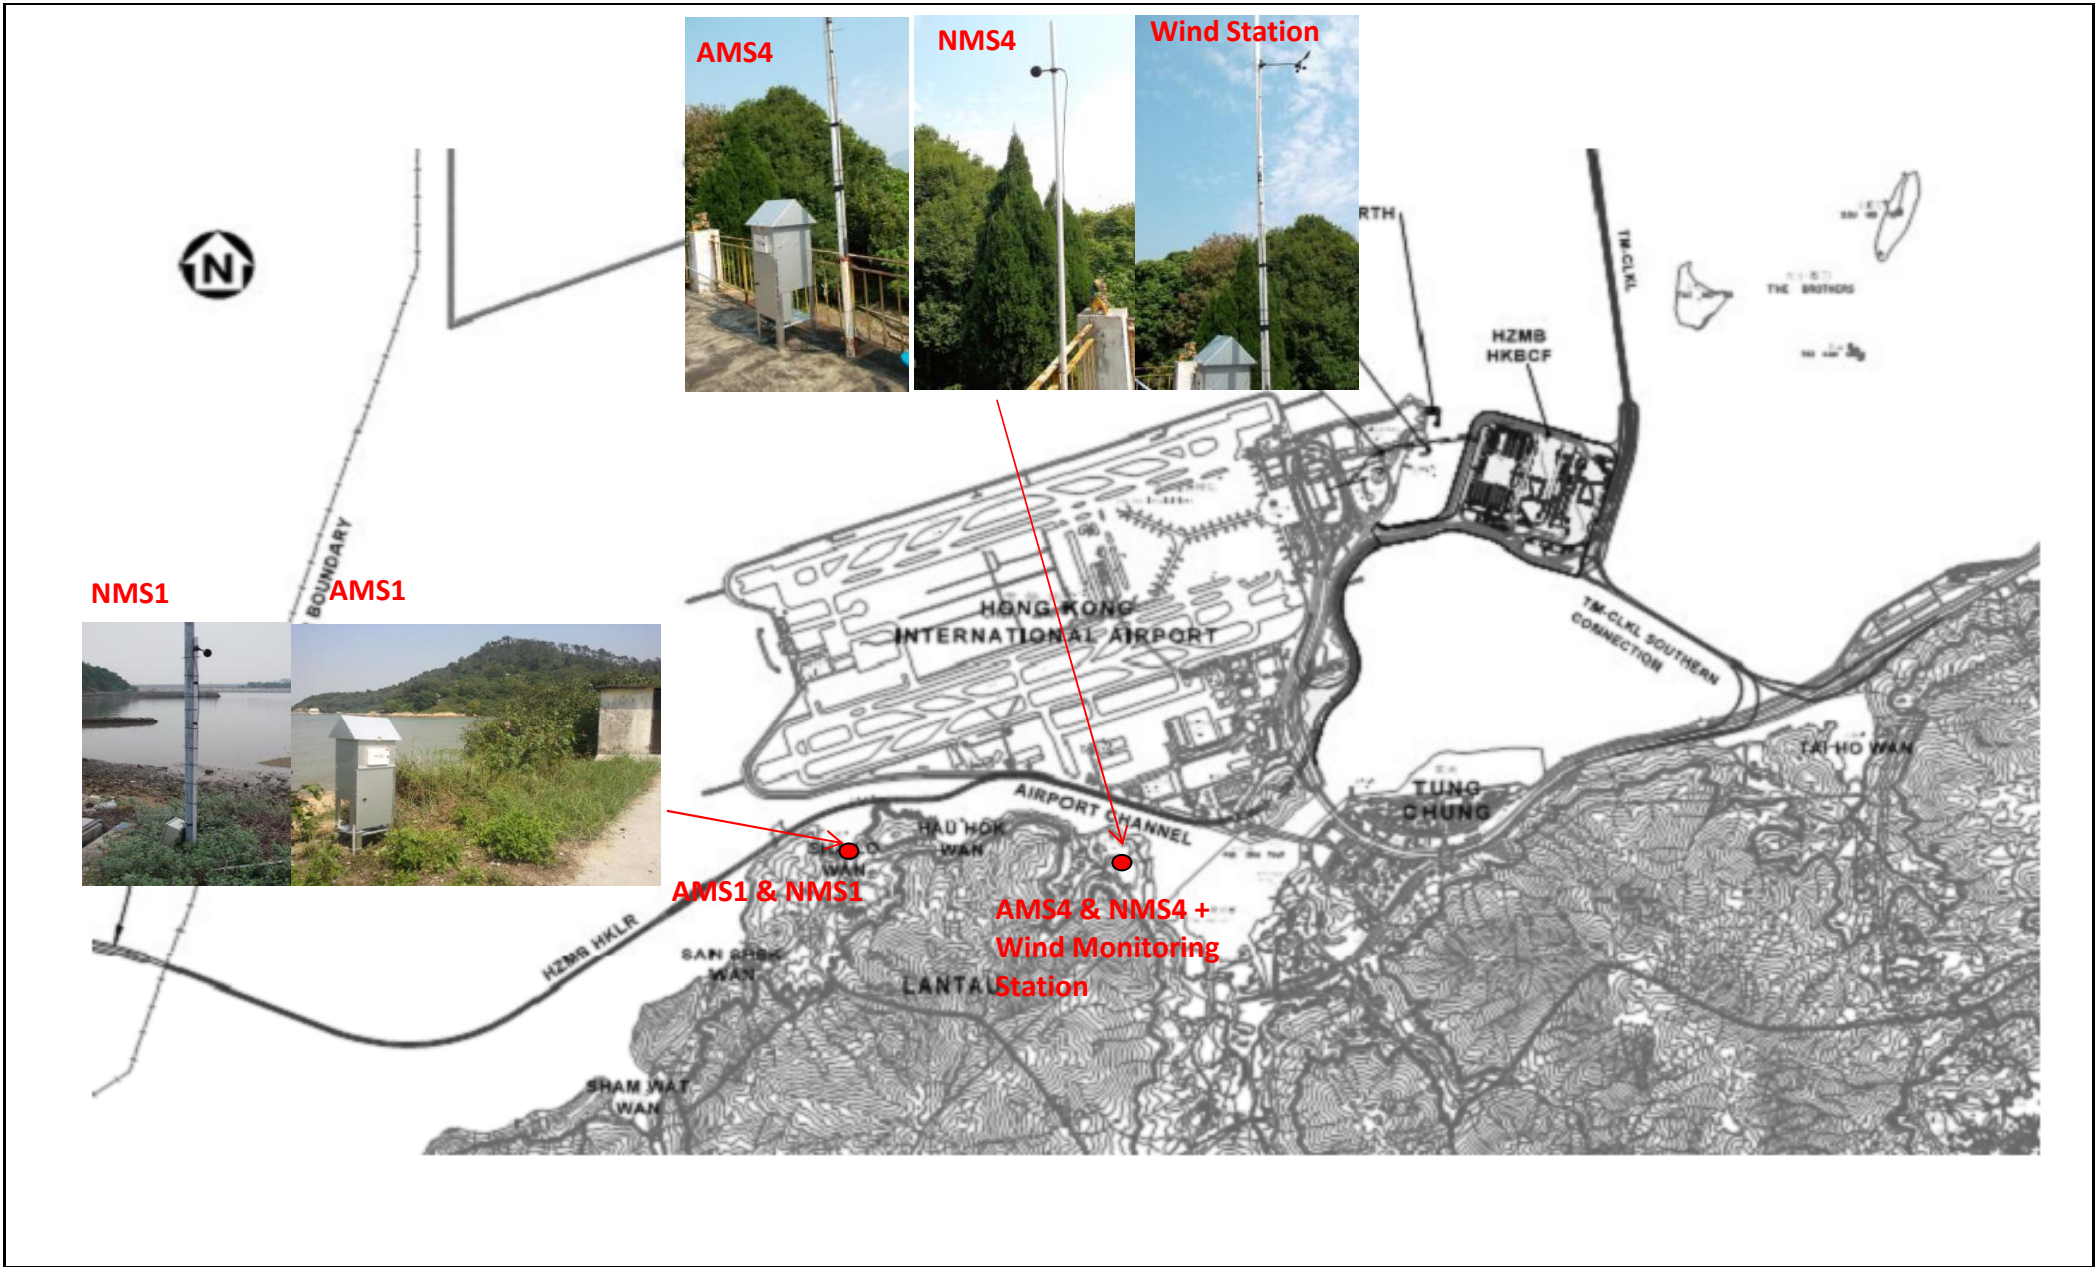 AMS4
NMS4
Wind Station
RTH
TM-CLKL
THE BROTHERS
N
HZMB
HKBCF
BOUNDARY
NMS1
AMS1
HONG KONG
INTERNATIONAL AIRPORT
TM-CLKL SOUTHERN
CONNECTION
TAI HO WAN
TUNG
CHUNG
AIRPORT CHANNEL
HAU HOK
WAN
WAN
AMS1 & NMS1
AMS4 & NMS4 +
Wind Monitoring
Station
HZMB HKLR
SAN SHEK
WAN
LANTAU
SHAM WAT
WAN